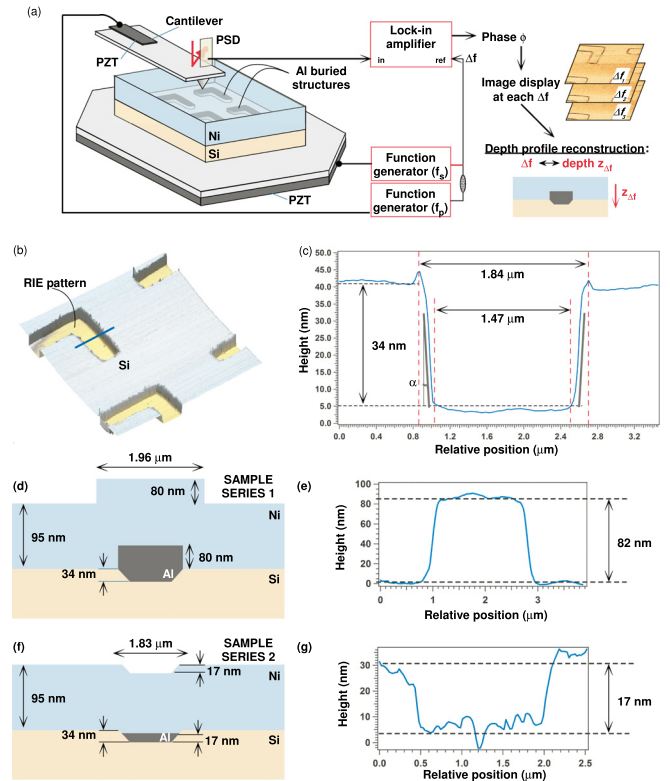 (a)
Cantilever
PSD
PZT
Al buried
structures
Ni
Si
PZT
Lock-in
amplifier
in
ref
Δf
Phase ϕ
Image display
at each Δf
Δf₁
Δf₂
Δf₃
Depth profile reconstruction:
Δf ↔ depth z_Δf
z_Δf
Function
generator (fₛ)
Function
generator (fₚ)
(b)
RIE pattern
Si
(c)
Height (nm)
50.0
45.0
40.0
35.0
30.0
25.0
20.0
15.0
10.0
5.0
0.0
1.84 μm
1.47 μm
34 nm
α
0.0
0.4
0.8
1.2
1.6
2.0
2.4
2.8
3.2
Relative position (μm)
(d)
1.96 μm
SAMPLE
SERIES 1
80 nm
Ni
95 nm
80 nm
34 nm
Al
Si
(e)
Height (nm)
100
80
60
40
20
0
82 nm
0
1
2
3
Relative position (μm)
(f)
1.83 μm
SAMPLE
SERIES 2
17 nm
Ni
95 nm
34 nm
Al
17 nm
Si
(g)
Height (nm)
30
20
10
0
17 nm
0.0
0.5
1.0
1.5
2.0
2.5
Relative position (μm)